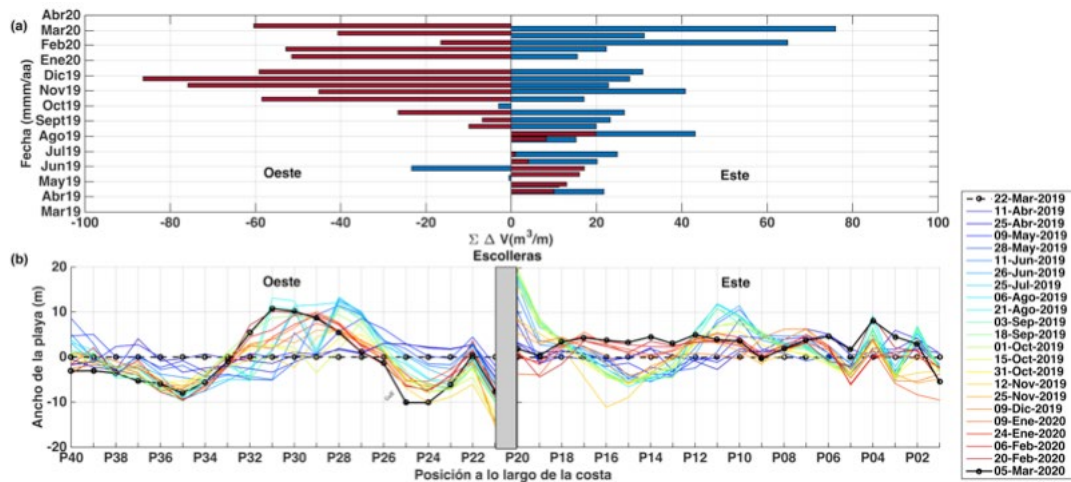 (a)
Fecha (mmm/aa)
Abr20
Mar20
Feb20
Ene20
Dic19
Nov19
Oct19
Sept19
Ago19
Jul19
Jun19
May19
Abr19
Mar19
Oeste
Este
-100 -80 -60 -40 -20 0 20 40 60 80 100
Σ Δ V(m³/m)
Escolleras
(b)
Ancho de la playa (m)
20
10
0
-10
-20
Oeste
Este
P40 P38 P36 P34 P32 P30 P28 P26 P24 P22 P20 P18 P16 P14 P12 P10 P08 P06 P04 P02
Posición a lo largo de la costa
22-Mar-2019
11-Abr-2019
25-Abr-2019
09-May-2019
28-May-2019
11-Jun-2019
26-Jun-2019
25-Jul-2019
06-Ago-2019
21-Ago-2019
03-Sep-2019
18-Sep-2019
01-Oct-2019
15-Oct-2019
31-Oct-2019
12-Nov-2019
25-Nov-2019
09-Dic-2019
09-Ene-2020
24-Ene-2020
06-Feb-2020
20-Feb-2020
05-Mar-2020